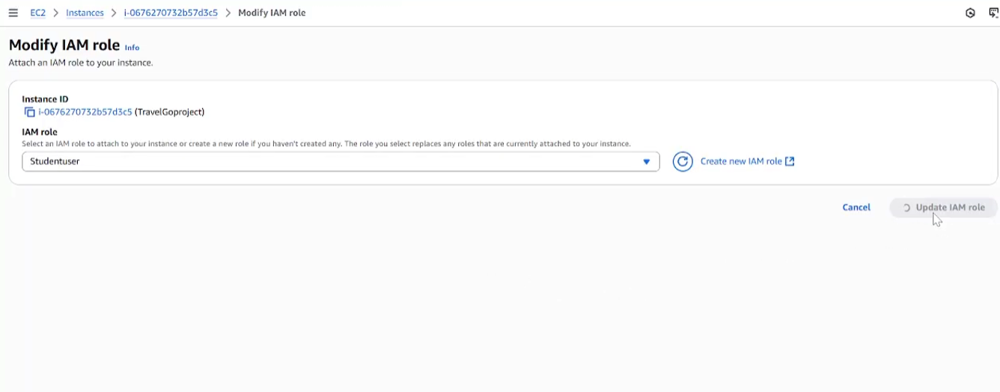 EC2 > Instances > i-0676270732b57d3c5 > Modify IAM role
Modify IAM role Info
Attach an IAM role to your instance.
Instance ID
i-0676270732b57d3c5 (TravelGoproject)
IAM role
Select an IAM role to attach to your instance or create a new role if you haven't created any. The role you select replaces any roles that are currently attached to your instance.
Studentuser
Create new IAM role
Cancel
Update IAM role